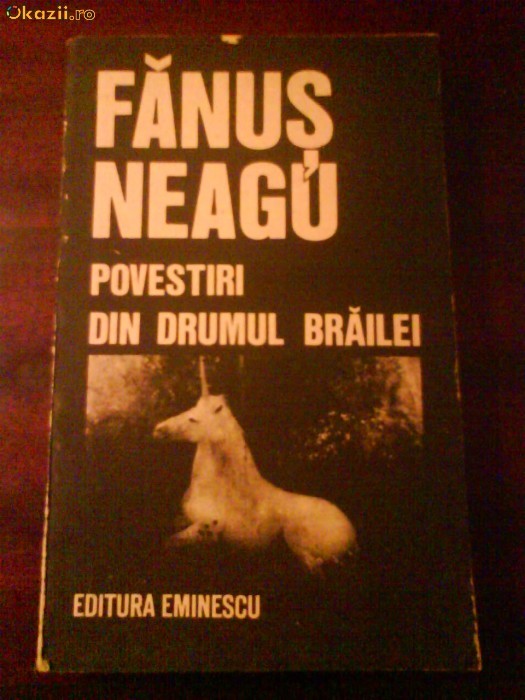 Okazii.ro
FĂNUȘ
NEAGU
POVESTIRI
DIN DRUMUL BRĂILEI
EDITURA EMINESCU